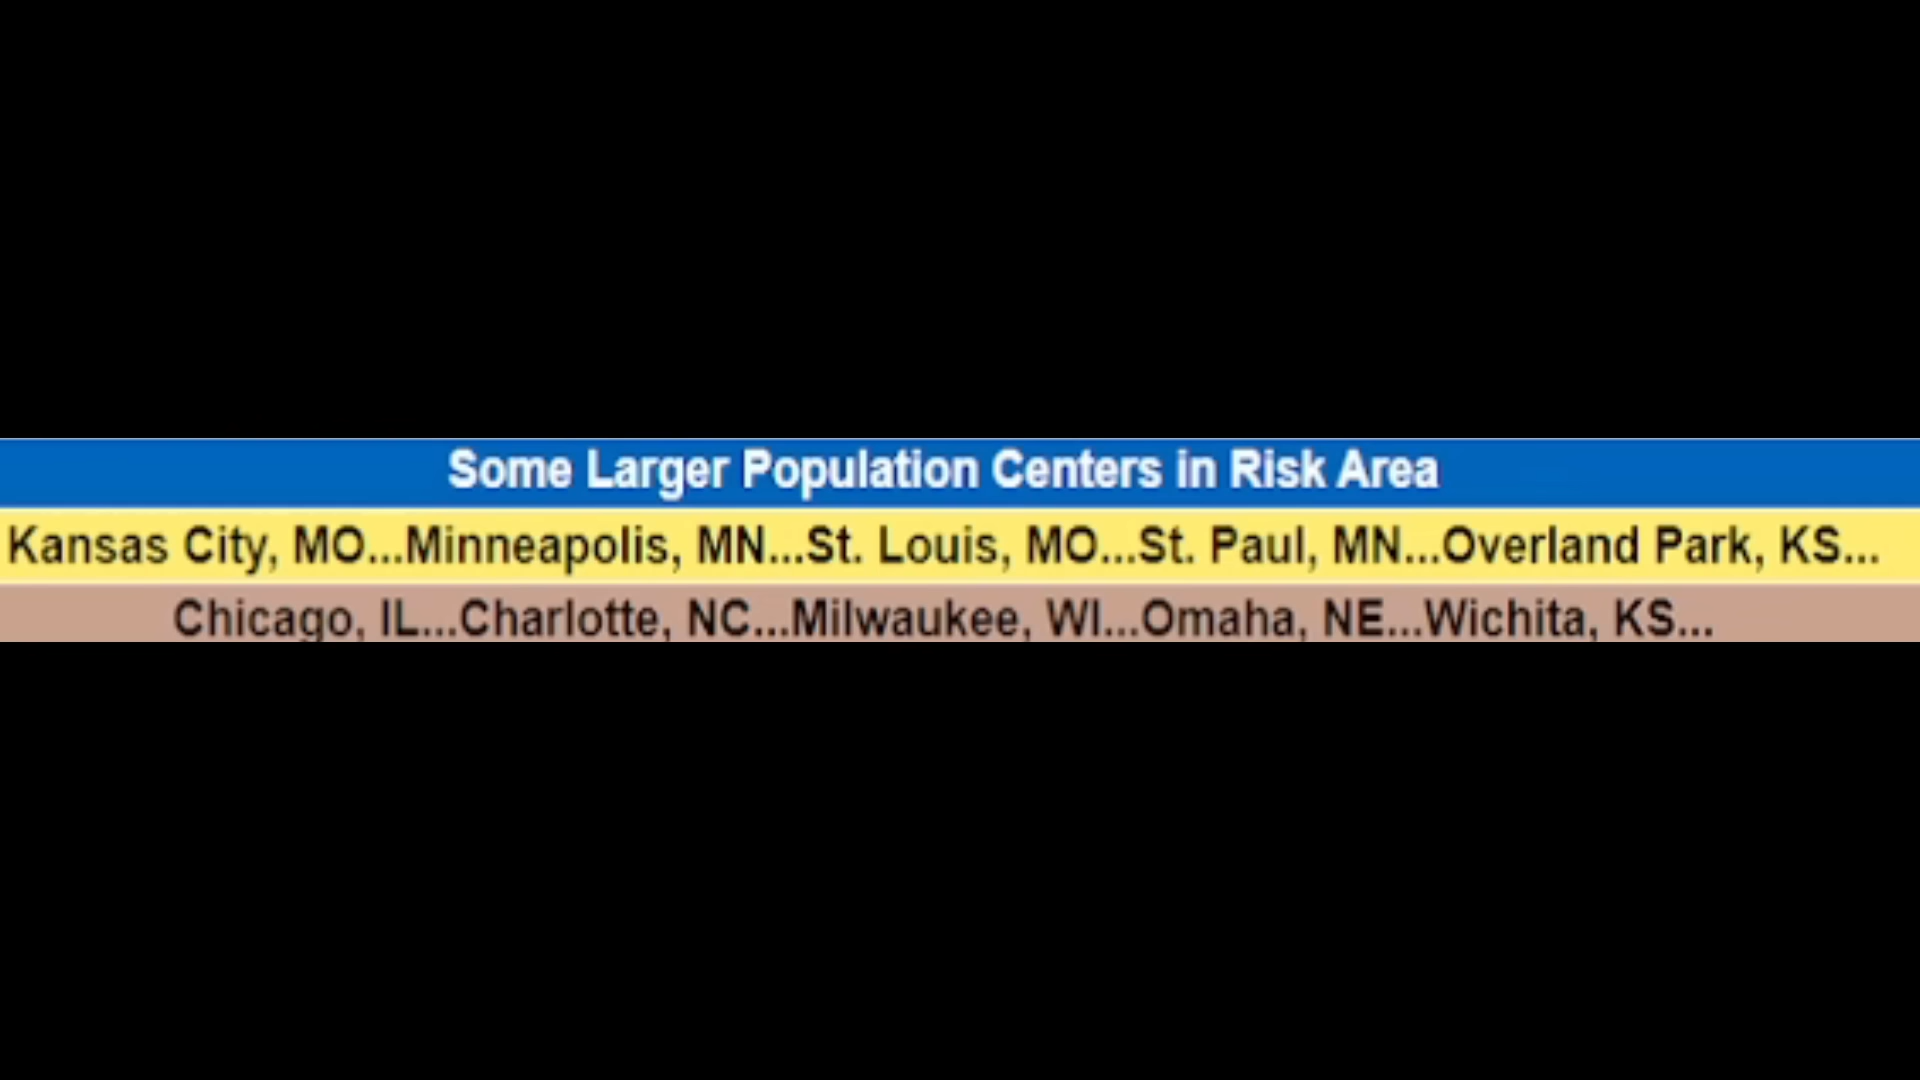 Some Larger Population Centers in Risk Area
Kansas City, MO...Minneapolis, MN...St. Louis, MO...St. Paul, MN...Overland Park, KS...
Chicago, IL...Charlotte, NC...Milwaukee, WI...Omaha, NE...Wichita, KS...